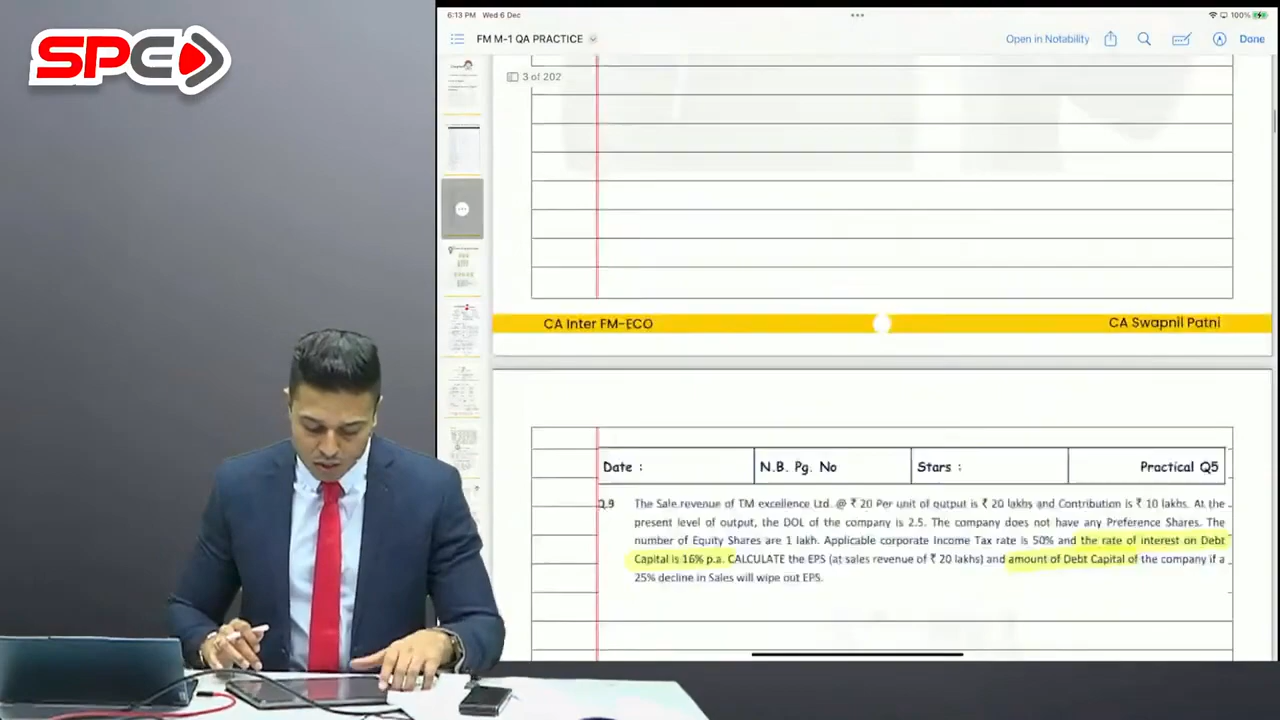 SPC
6:13 PM Wed 6 Dec
100%
FM M-1 QA PRACTICE
Open in Notability
Done
3 of 202
CA Inter FM-ECO
CA Swapnil Patni
Date :
N.B. Pg. No
Stars :
Practical Q5
Q.9 The Sale revenue of TM excellence Ltd. @ ₹ 20 Per unit of output is ₹ 20 lakhs and Contribution is ₹ 10 lakhs. At the
present level of output, the DOL of the company is 2.5. The company does not have any Preference Shares. The
number of Equity Shares are 1 lakh. Applicable corporate Income Tax rate is 50% and the rate of interest on Debt
Capital is 16% p.a. CALCULATE the EPS (at sales revenue of ₹ 20 lakhs) and amount of Debt Capital of the company if a
25% decline in Sales will wipe out EPS.